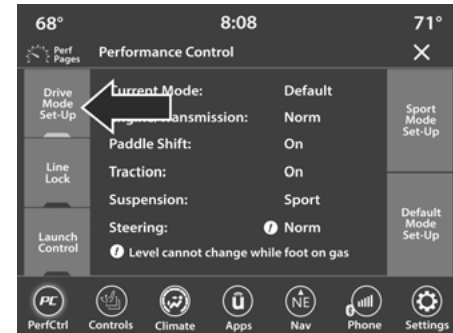 68° 8:08 71°
Perf
Pages
Performance Control
Drive
Mode
Set-Up
Line
Lock
Launch
Control
Current Mode: Default
Transmission: Norm
Paddle Shift: On
Traction: On
Suspension: Sport
Steering: Norm
Level cannot change while foot on gas
Sport
Mode
Set-Up
Default
Mode
Set-Up
PC
PerfCtrl
Controls
Climate
ū
Apps
NE
Nav
Phone
Settings